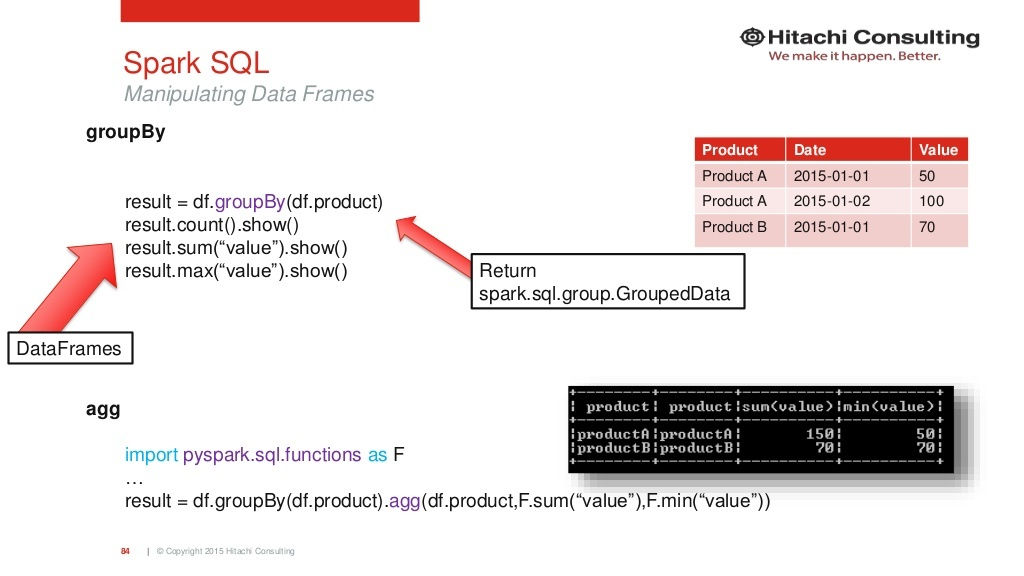 Hitachi Consulting
We make it happen. Better.
Spark SQL
Manipulating Data Frames
groupBy
Product Date Value
Product A 2015-01-01 50
Product A 2015-01-02 100
Product B 2015-01-01 70
result = df.groupBy(df.product)
result.count().show()
result.sum(“value”).show()
result.max(“value”).show()
Return
spark.sql.group.GroupedData
DataFrames
agg
+--------+--------+----------+----------+
| product| product|sum(value)|min(value)|
+--------+--------+----------+----------+
|productA|productA| 150| 50|
|productB|productB| 70| 70|
+--------+--------+----------+----------+
import pyspark.sql.functions as F
…
result = df.groupBy(df.product).agg(df.product,F.sum(“value”),F.min(“value”))
84 | © Copyright 2015 Hitachi Consulting